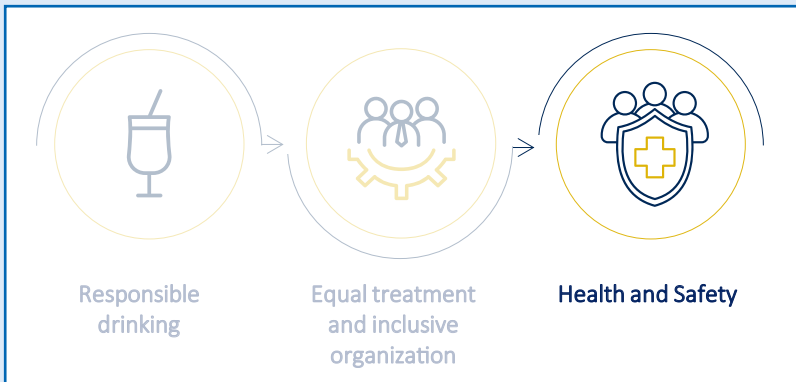 Responsible
drinking
Equal treatment
and inclusive
organization
Health and Safety